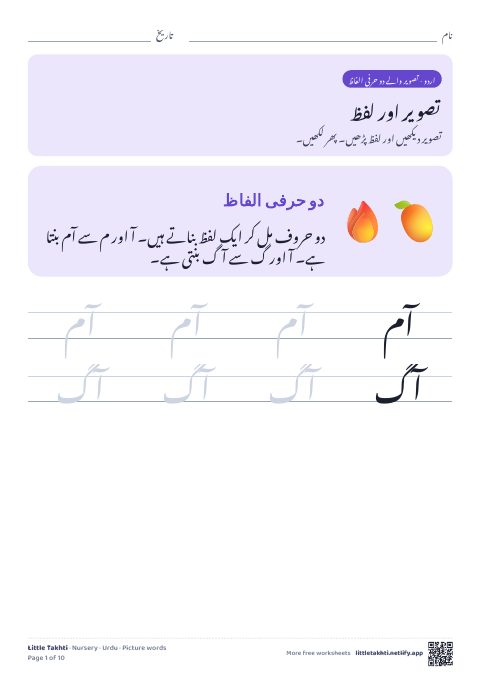 نام تاریخ
اردو · تصویر والے دو حرفی الفاظ
تصویر اور لفظ
تصویر دیکھیں اور لفظ پڑھیں۔ پھر لکھیں۔
دو حرفی الفاظ
دو حروف مل کر ایک لفظ بناتے ہیں۔ آ اور م سے آم بنتا
ہے۔ آ اور گ سے آگ بنتی ہے۔
آم آم آم آم
آگ آگ آگ آگ
Little Takhti · Nursery · Urdu · Picture words
Page 1 of 10
More free worksheets littletakhti.netlify.app